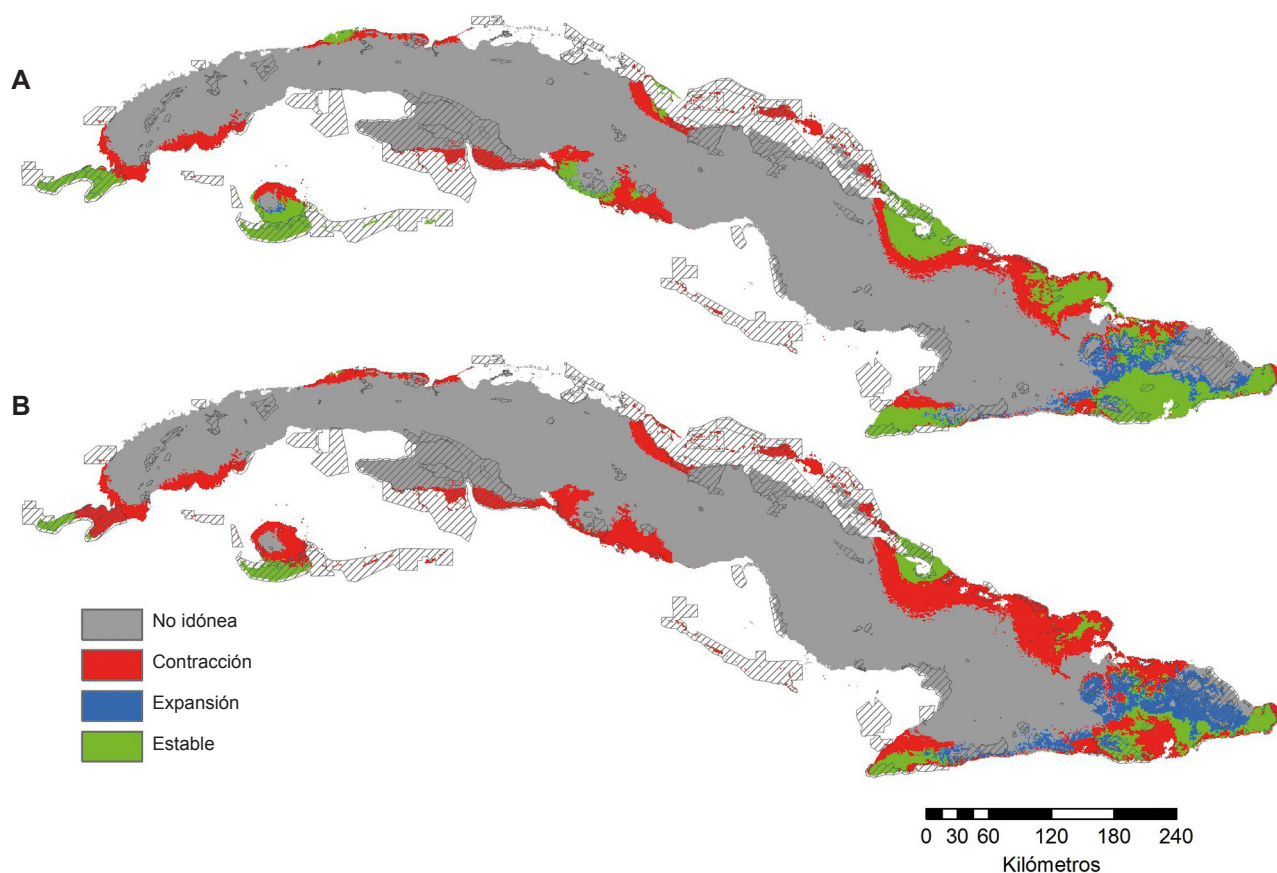 A
B
No idónea
Contracción
Expansión
Estable
0 30 60 120 180 240
Kilómetros